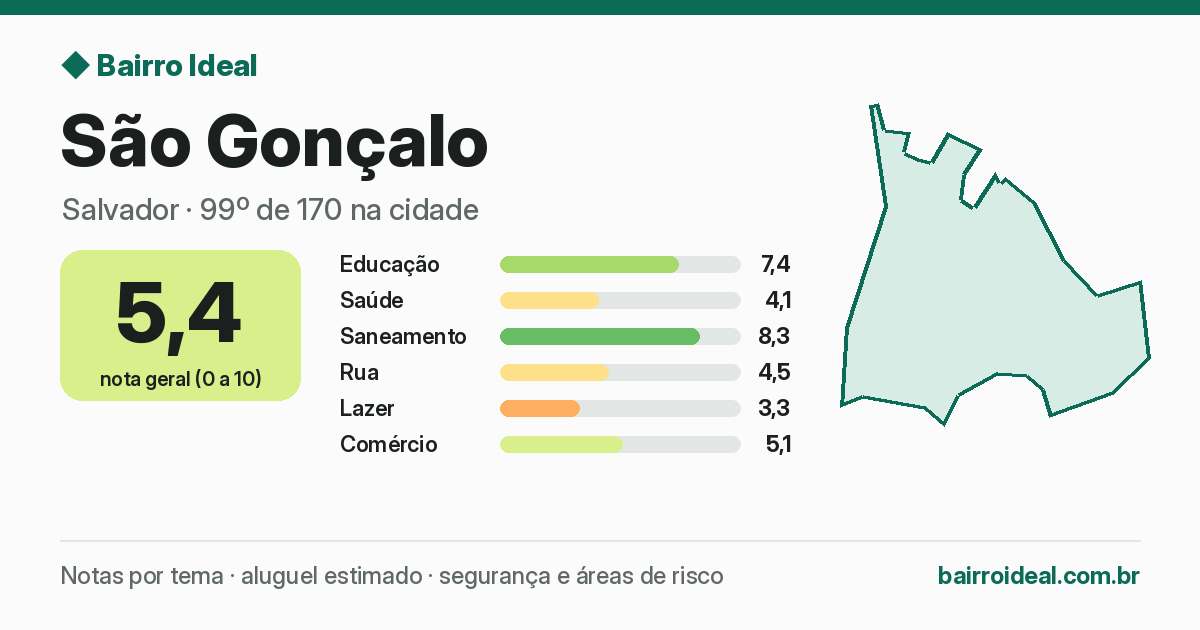 Bairro Ideal
São Gonçalo
Salvador · 99º de 170 na cidade
5,4
nota geral (0 a 10)
Educação 7,4
Saúde 4,1
Saneamento 8,3
Rua 4,5
Lazer 3,3
Comércio 5,1
Notas por tema · aluguel estimado · segurança e áreas de risco
bairroideal.com.br